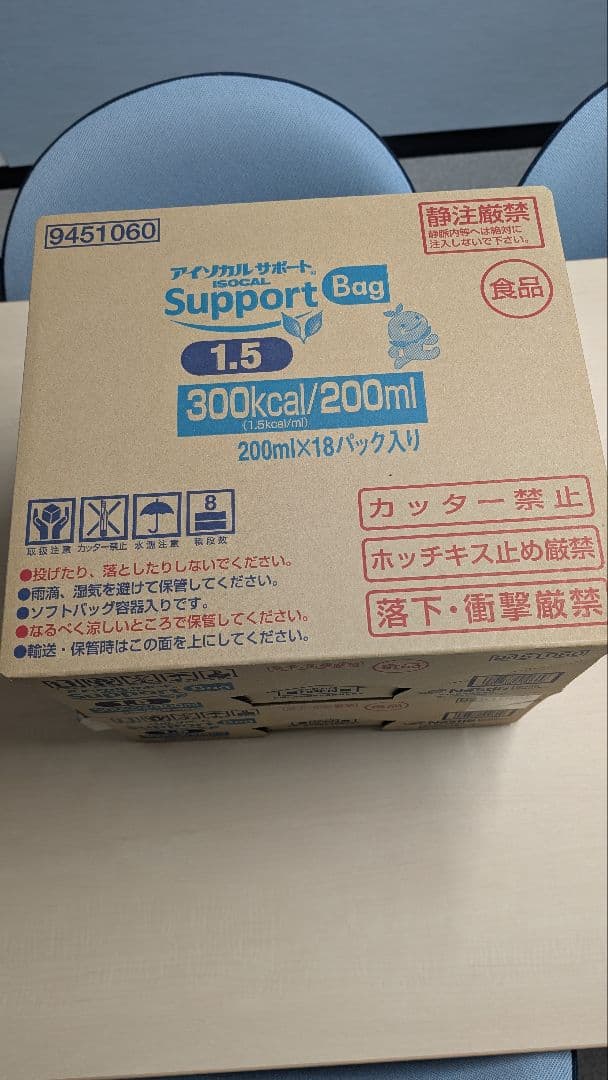 9451060
静注厳禁
静脈内等へは絶対に
注入しないで下さい。
アイソカル サポート®
ISOCAL
Support Bag
食品
1.5
300kcal/200ml
(1.5kcal/ml)
200ml×18パック入り
8
取扱注意 カッター禁止 水濡注意 積段数
カッター禁止
ホッチキス止め厳禁
落下・衝撃厳禁
●投げたり、落としたりしないでください。
●雨滴、湿気を避けて保管してください。
●ソフトバッグ容器入りです。
●なるべく涼しいところで保管してください。
●輸送・保管時はこの面を上にしてください。